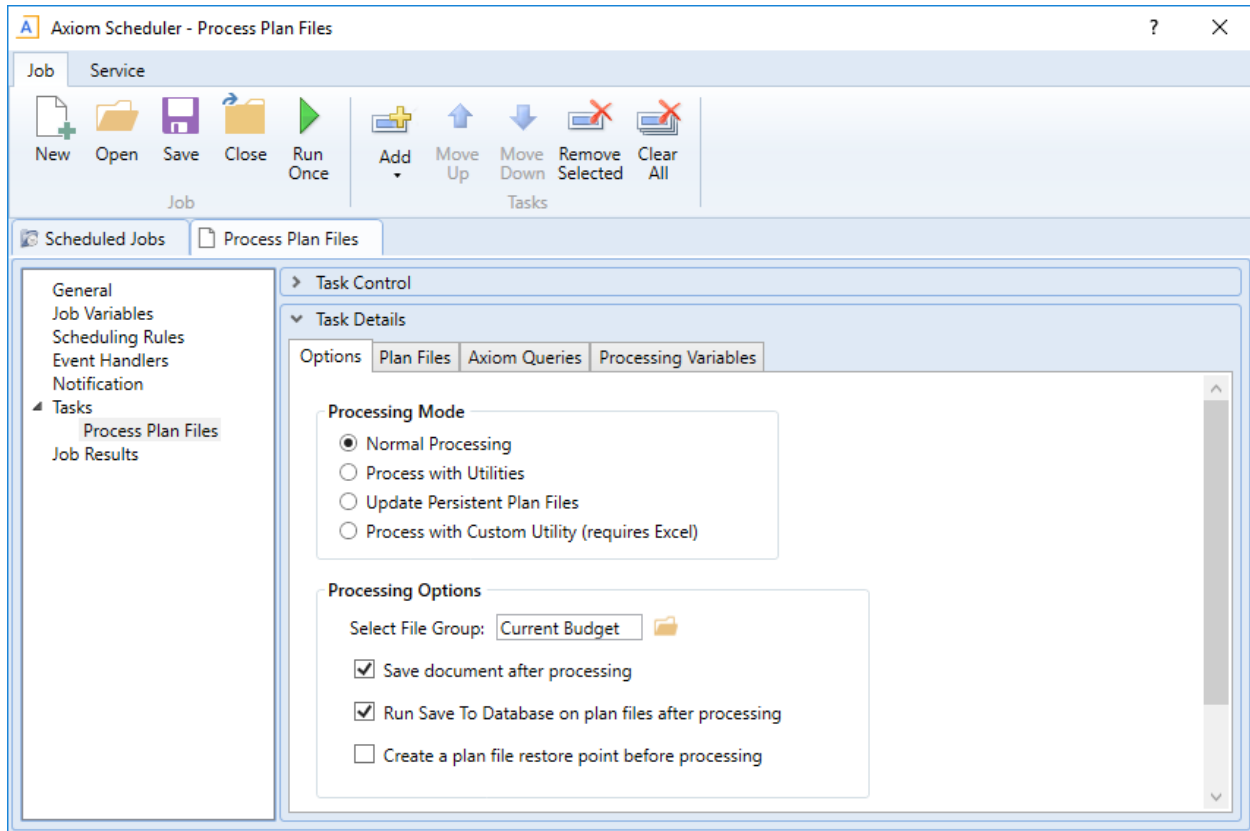 A Axiom Scheduler - Process Plan Files ?
Job Service
New Open Save Close Run Once Add Move Up Move Down Remove Selected Clear All
Job Tasks
Scheduled Jobs Process Plan Files
General
Job Variables
Scheduling Rules
Event Handlers
Notification
Tasks
Process Plan Files
Job Results
Task Control
Task Details
Options Plan Files Axiom Queries Processing Variables
Processing Mode
Normal Processing
Process with Utilities
Update Persistent Plan Files
Process with Custom Utility (requires Excel)
Processing Options
Select File Group: Current Budget
Save document after processing
Run Save To Database on plan files after processing
Create a plan file restore point before processing